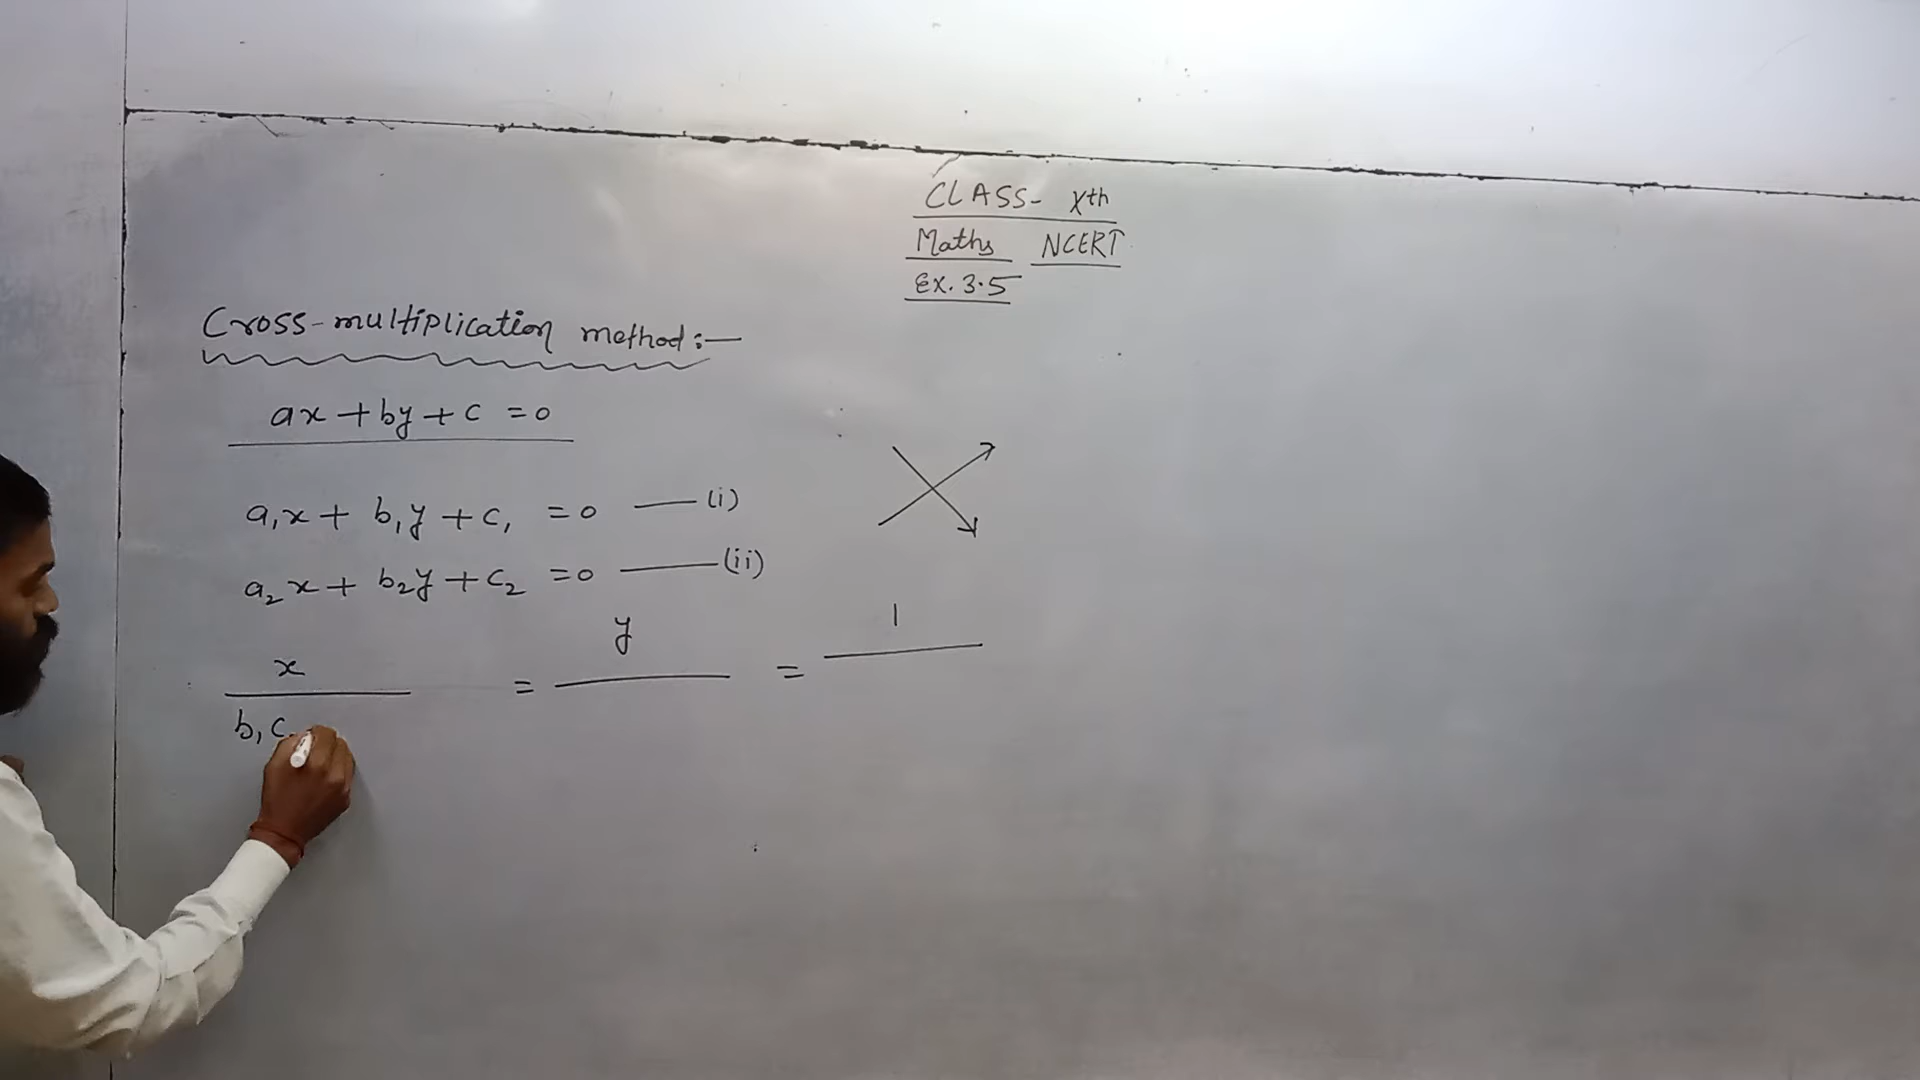 CLASS- Xth
Maths NCERT
Ex. 3.5
Cross-multiplication method:—
ax + by + c = 0
a₁x + b₁y + c₁ = 0 —— (i)
a₂x + b₂y + c₂ = 0 —— (ii)
x = y = 1
b₁c